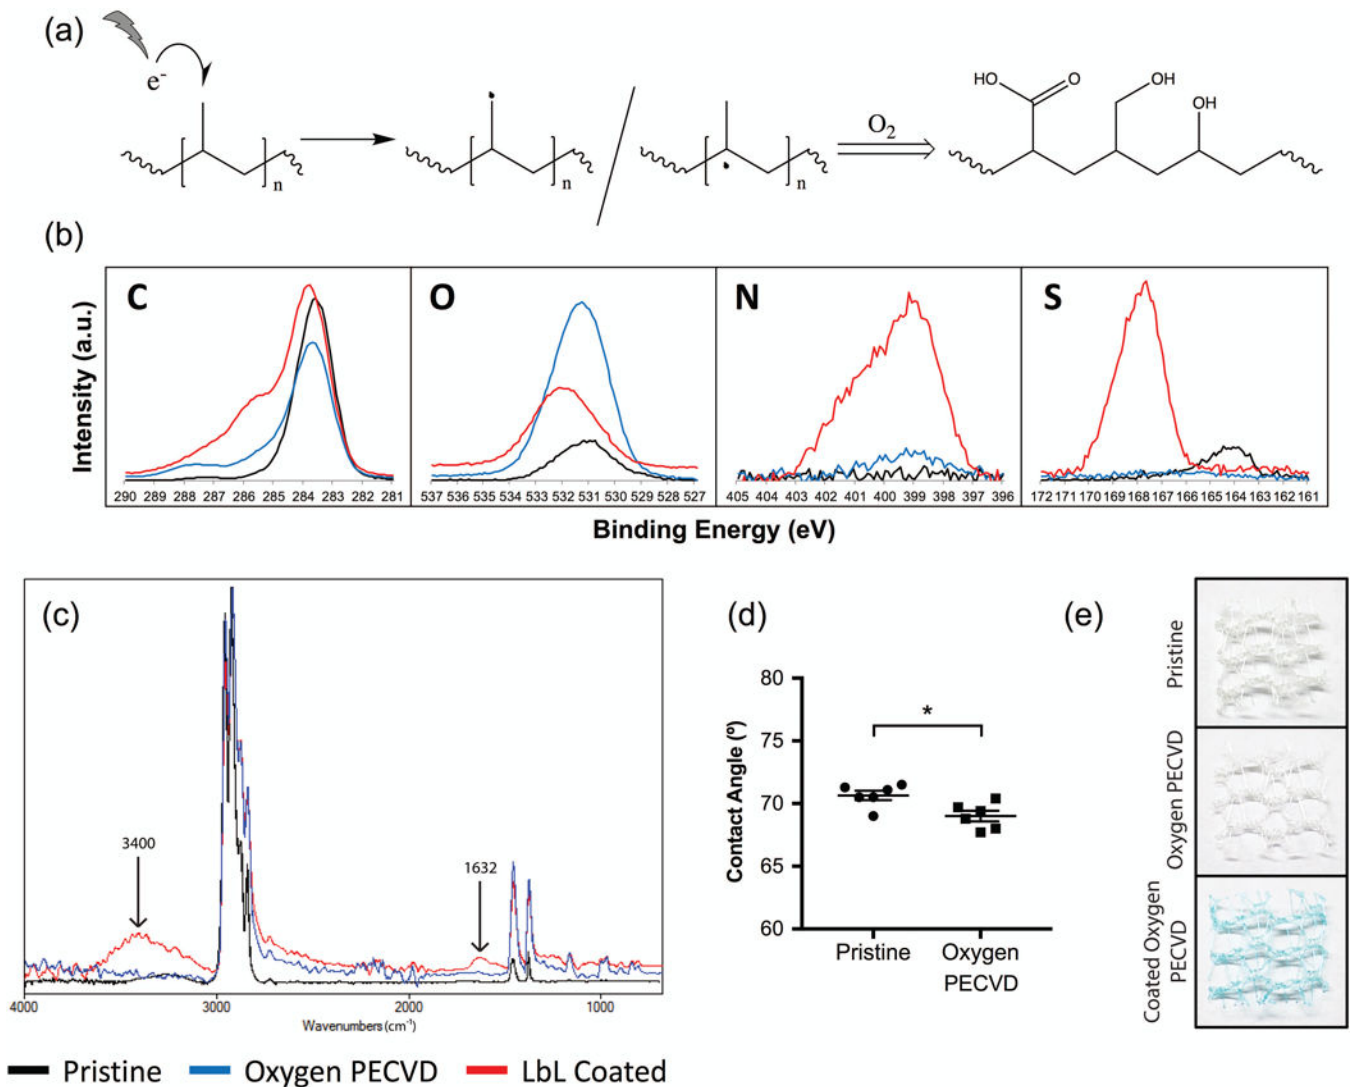 (a)
e-
n
n
n
O2
HO
O
OH
OH
(b)
C
O
N
S
Intensity (a.u.)
290 289 288 287 286 285 284 283 282 281
537 536 535 534 533 532 531 530 529 528 527
405 404 403 402 401 400 399 398 397 396
172 171 170 169 168 167 166 165 164 163 162 161
Binding Energy (eV)
(c)
3400
1632
4000 3000 2000 1000
Wavenumbers (cm-1)
Pristine Oxygen PECVD LbL Coated
(d)
Contact Angle (º)
80
75
70
65
60
*
Pristine
Oxygen
PECVD
(e)
Pristine
Oxygen PECVD
Coated Oxygen
PECVD